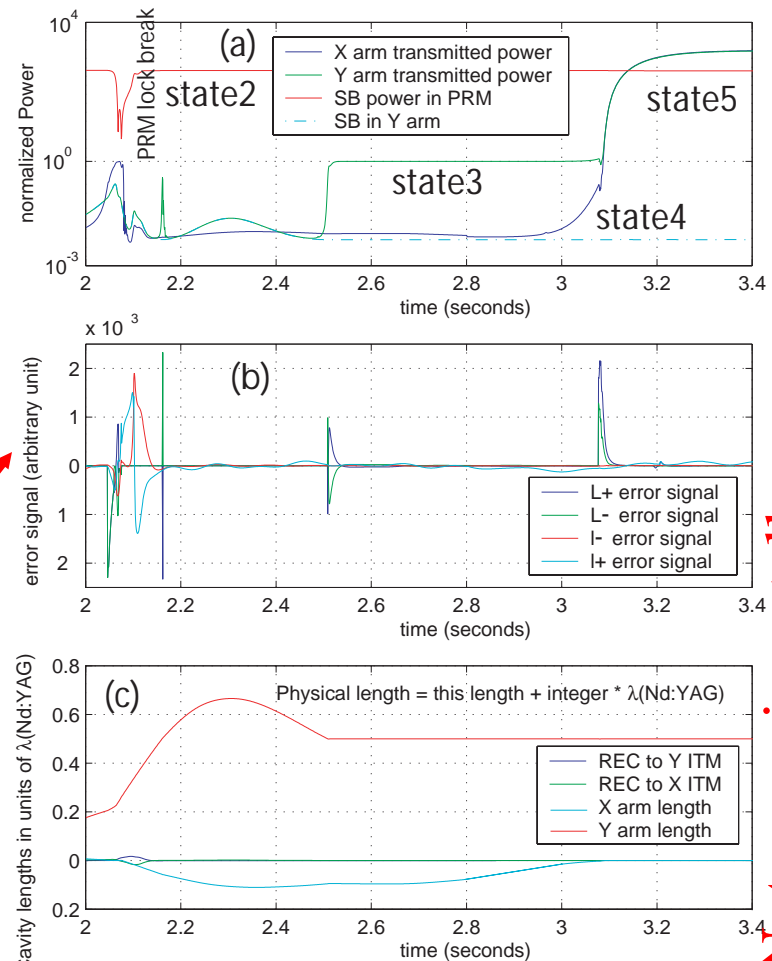 10^4
10^0
10^-3
normalized Power
(a)
PRM lock break
state2
state3
state4
state5
X arm transmitted power
Y arm transmitted power
SB power in PRM
SB in Y arm
2 2.2 2.4 2.6 2.8 3 3.2 3.4
time (seconds)
x 10^3
2
1
0
1
2
error signal (arbitrary unit)
(b)
L+ error signal
L- error signal
l- error signal
l+ error signal
2 2.2 2.4 2.6 2.8 3 3.2 3.4
time (seconds)
0.8
0.6
0.4
0.2
0
0.2
Cavity lengths in units of λ(Nd:YAG)
(c)
Physical length = this length + integer * λ(Nd:YAG)
REC to Y ITM
REC to X ITM
X arm length
Y arm length
2 2.2 2.4 2.6 2.8 3 3.2 3.4
time (seconds)